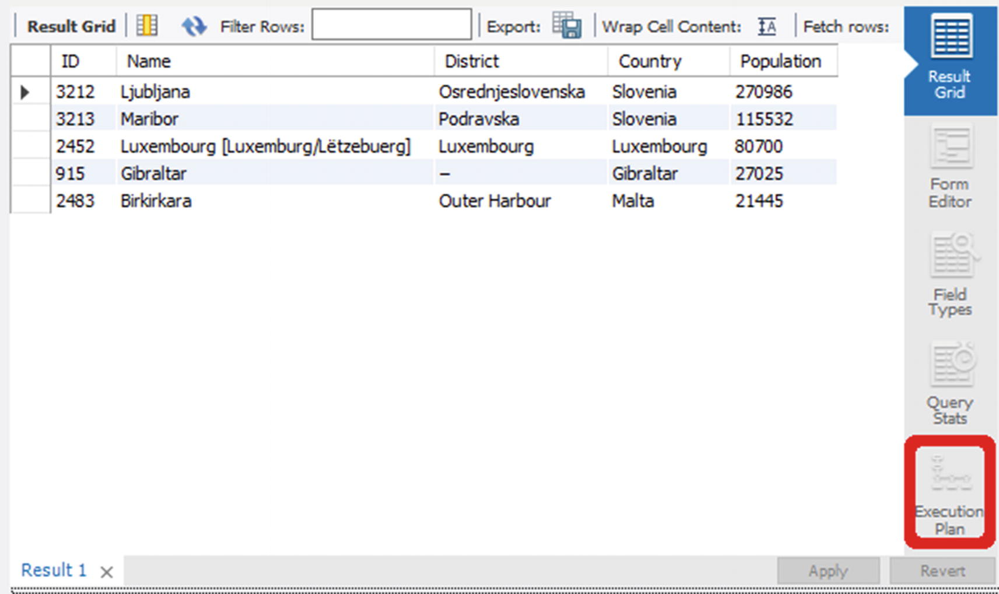 Result Grid Filter Rows: Export: Wrap Cell Content: Fetch rows:
ID Name District Country Population
3212 Ljubljana Osrednjeslovenska Slovenia 270986
3213 Maribor Podravska Slovenia 115532
2452 Luxembourg [Luxemburg/Lëtzebuerg] Luxembourg Luxembourg 80700
915 Gibraltar – Gibraltar 27025
2483 Birkirkara Outer Harbour Malta 21445
Result
Grid
Form
Editor
Field
Types
Query
Stats
Execution
Plan
Result 1 × Apply Revert